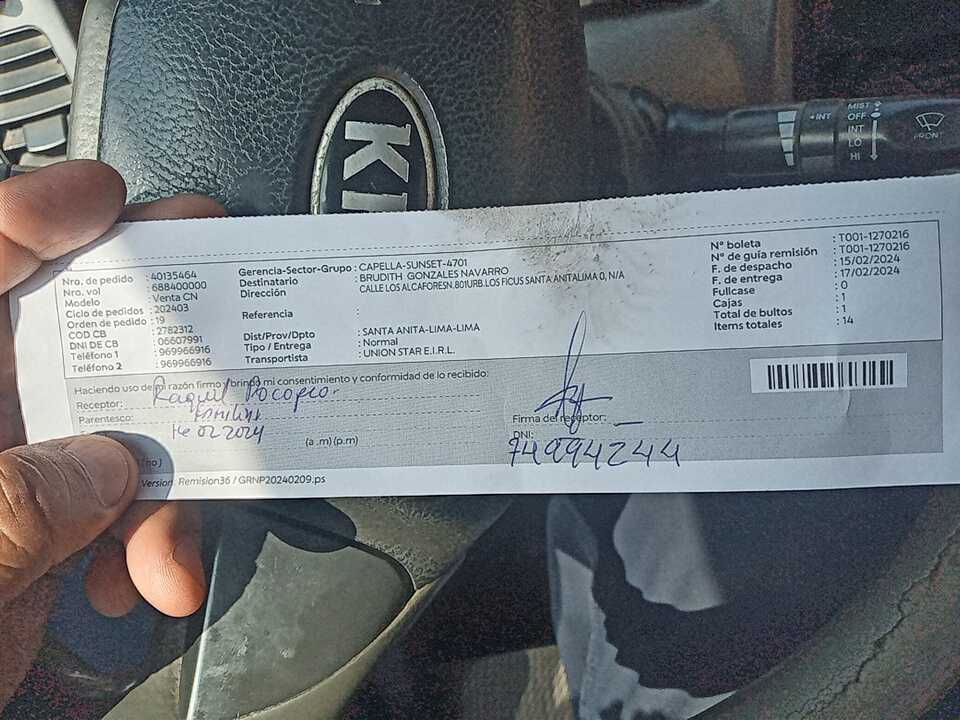 KI
MIST
INT OFF
INT
LO
HI
FRONT
Nro. de pedido : 40135464
Nro. vol : 688400000
Modelo : Venta CN
Ciclo de pedidos : 202403
Orden de pedido : 19
COD CB : 2782312
DNI DE CB : 06607991
Teléfono 1 : 969966916
Teléfono 2 : 969966916
Gerencia-Sector-Grupo : CAPELLA-SUNSET-4701
Destinatario : BRUDITH GONZALES NAVARRO
Dirección : CALLE LOS ALCAFORESN.801URB.LOS FICUS SANTA ANITALIMA 0, N/A
Referencia :
Dist/Prov/Dpto : SANTA ANITA-LIMA-LIMA
Tipo / Entrega : Normal
Transportista : UNION STAR E.I.R.L.
N° boleta : T001-1270216
N° de guía remisión : T001-1270216
F. de despacho : 15/02/2024
F. de entrega : 17/02/2024
Fullcase : 0
Cajas : 1
Total de bultos : 1
Items totales : 14
Haciendo uso de mi razón firmo y brindo mi consentimiento y conformidad de lo recibido:
Receptor: Raquel
Parentesco:
02 2024
(a .m) (p.m)
Firma del receptor:
DNI:
74994244
Version: Remision36 / GRNP20240209.ps